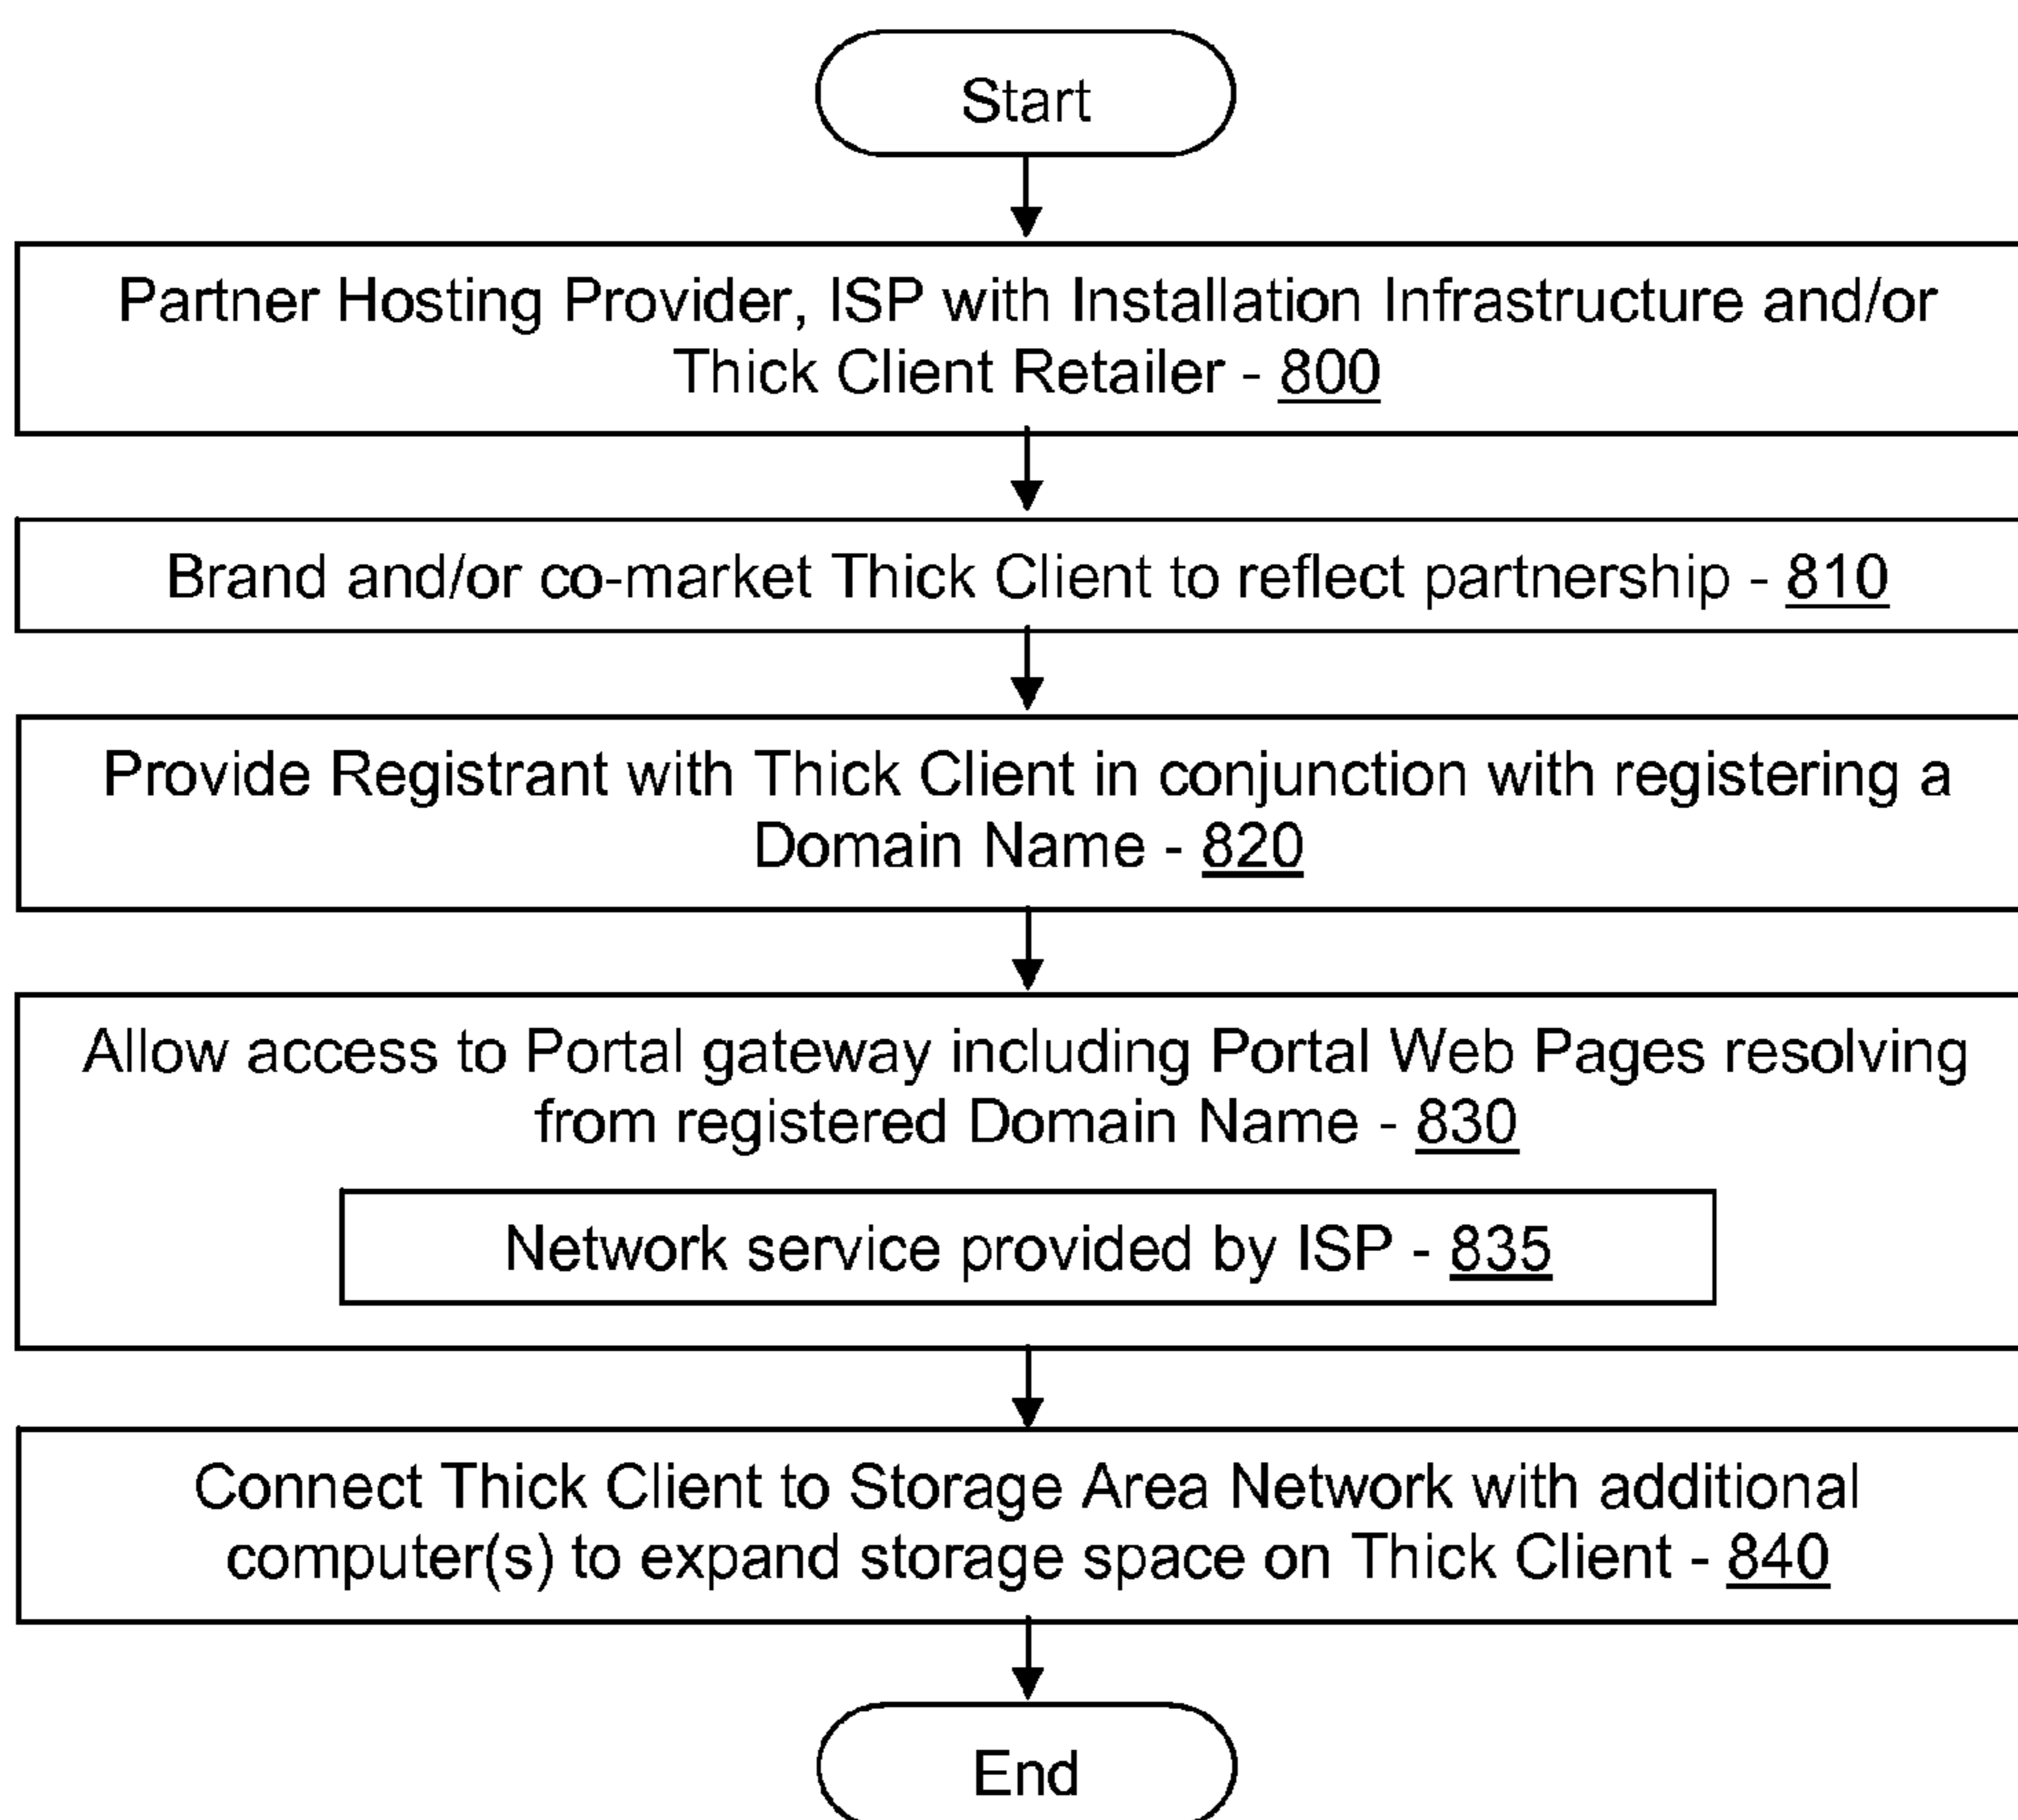 Start
Partner Hosting Provider, ISP with Installation Infrastructure and/or
Thick Client Retailer - 800
Brand and/or co-market Thick Client to reflect partnership - 810
Provide Registrant with Thick Client in conjunction with registering a
Domain Name - 820
Allow access to Portal gateway including Portal Web Pages resolving
from registered Domain Name - 830
Network service provided by ISP - 835
Connect Thick Client to Storage Area Network with additional
computer(s) to expand storage space on Thick Client - 840
End